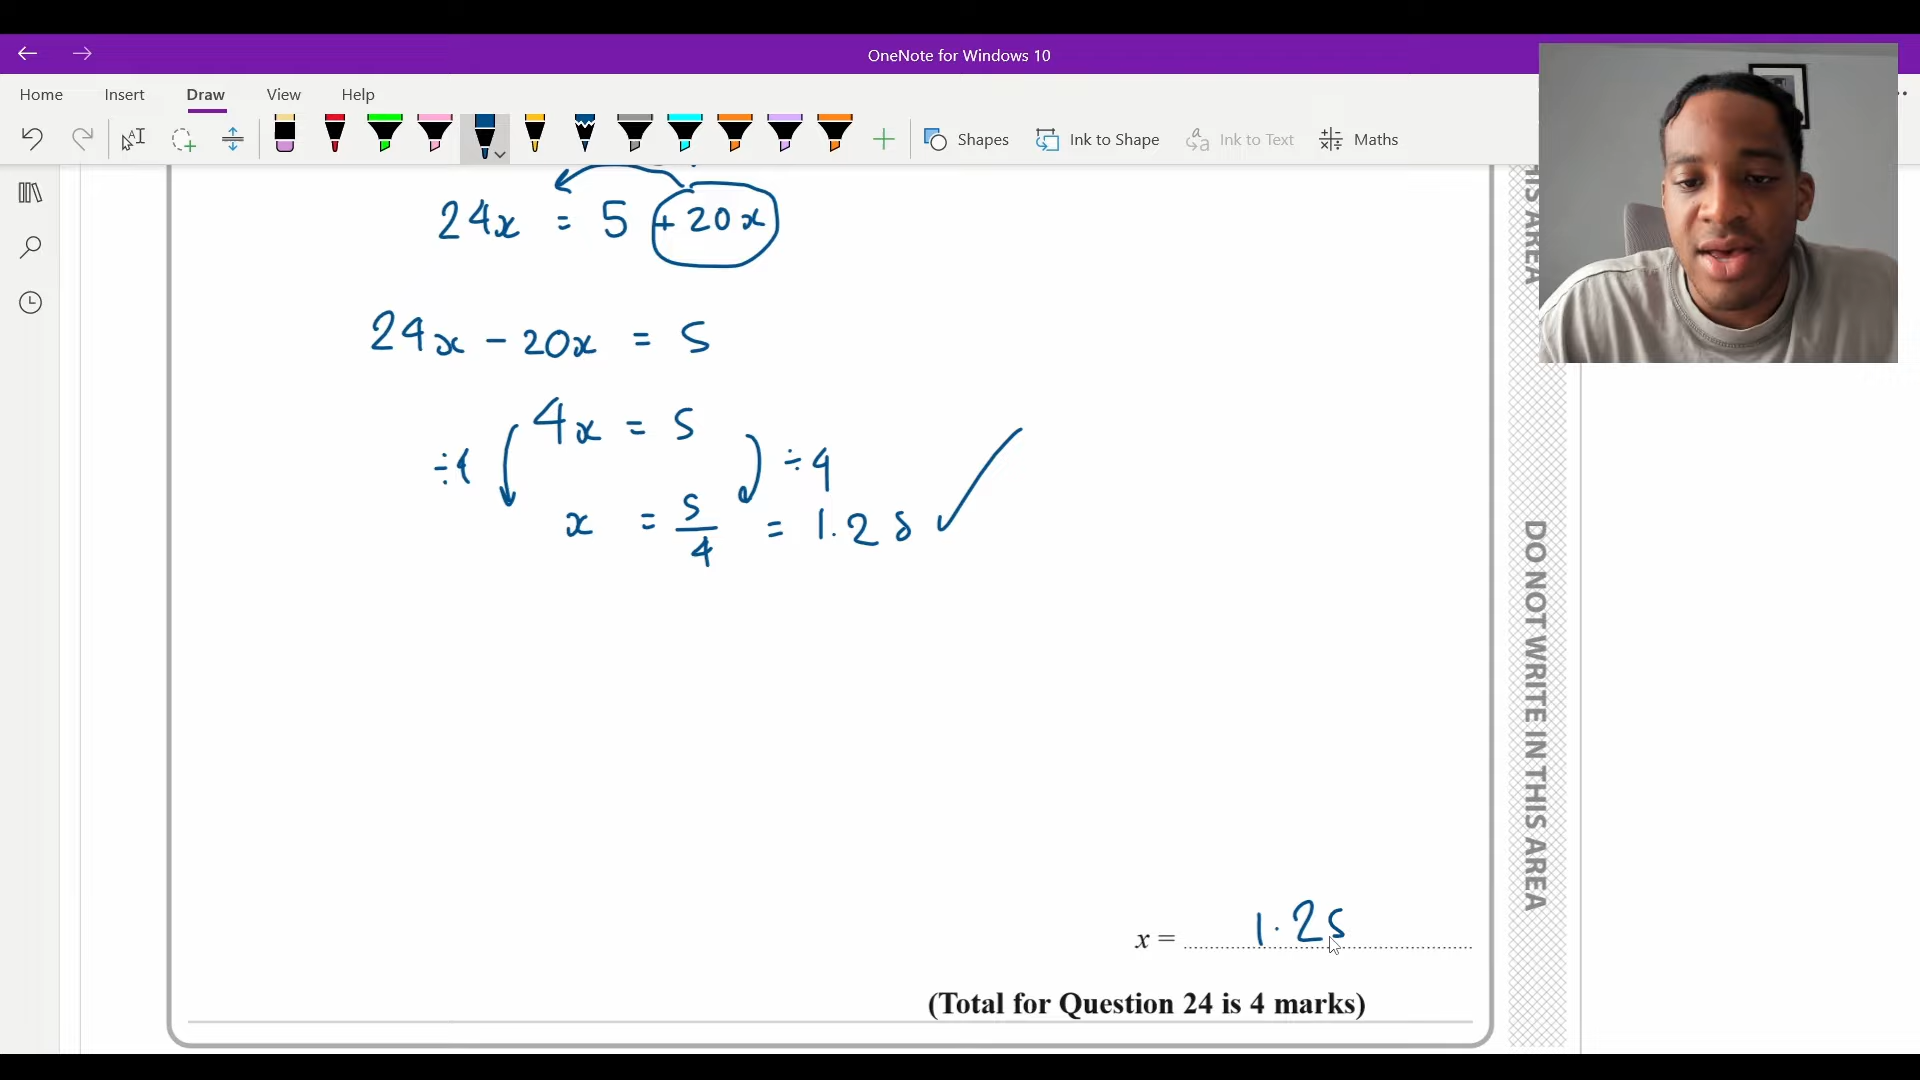 OneNote for Windows 10
Home Insert Draw View Help
Shapes Ink to Shape Ink to Text Maths
24x = 5 + 20x
24x - 20x = 5
4x = 5
÷4 ÷4
x = 5/4 = 1.25
x = 1.25
(Total for Question 24 is 4 marks)
HIS AREA
DO NOT WRITE IN THIS AREA